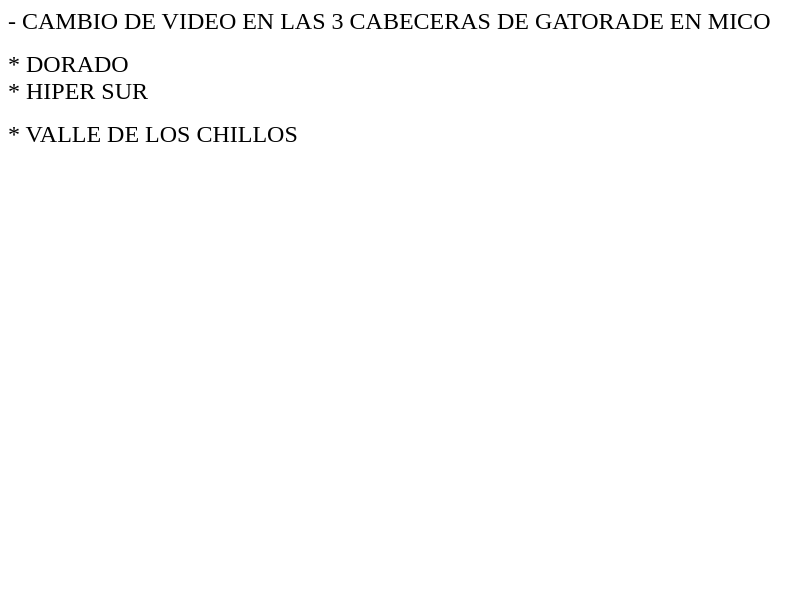 - CAMBIO DE VIDEO EN LAS 3 CABECERAS DE GATORADE EN MICO
* DORADO
* HIPER SUR
* VALLE DE LOS CHILLOS